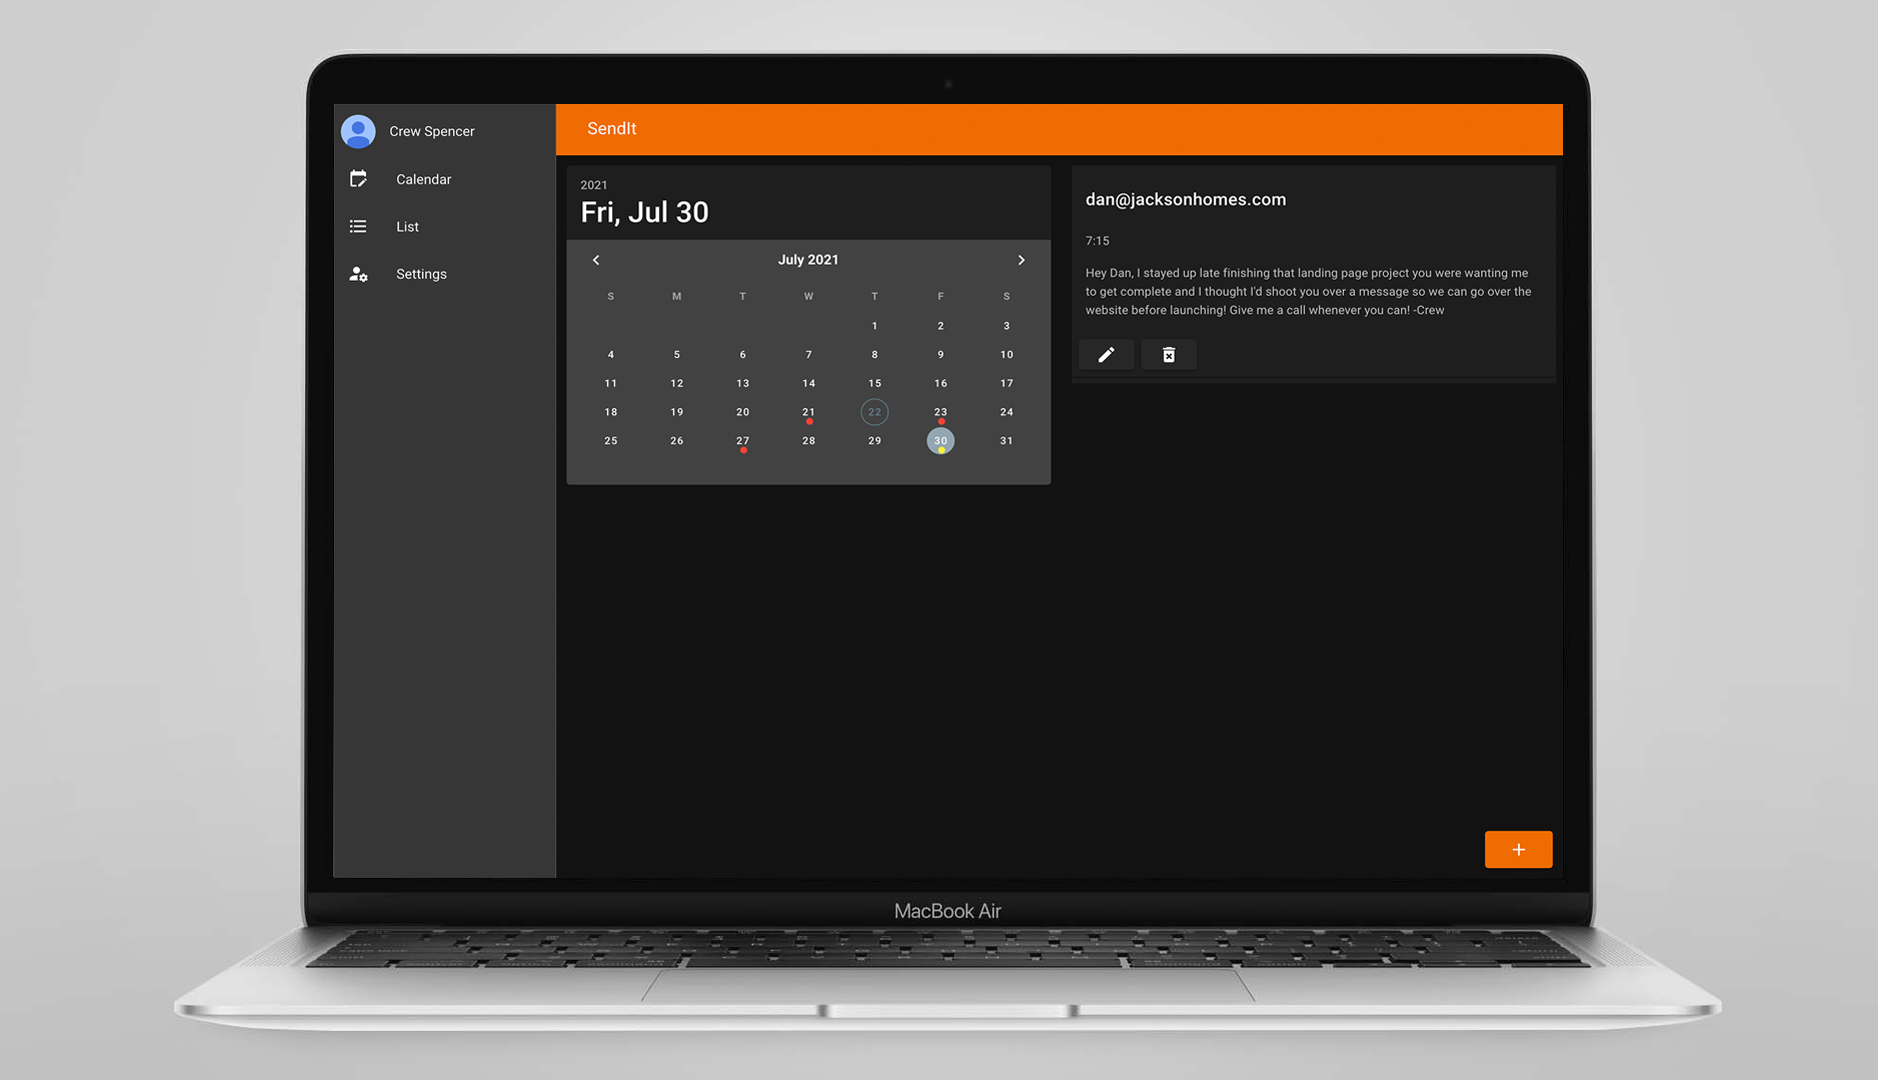 Crew Spencer
Calendar
List
Settings
SendIt
2021
Fri, Jul 30
July 2021
S M T W T F S
1 2 3
4 5 6 7 8 9 10
11 12 13 14 15 16 17
18 19 20 21 22 23 24
25 26 27 28 29 30 31
dan@jacksonhomes.com
7:15
Hey Dan, I stayed up late finishing that landing page project you were wanting me
to get complete and I thought I'd shoot you over a message so we can go over the
website before launching! Give me a call whenever you can! -Crew
+
MacBook Air